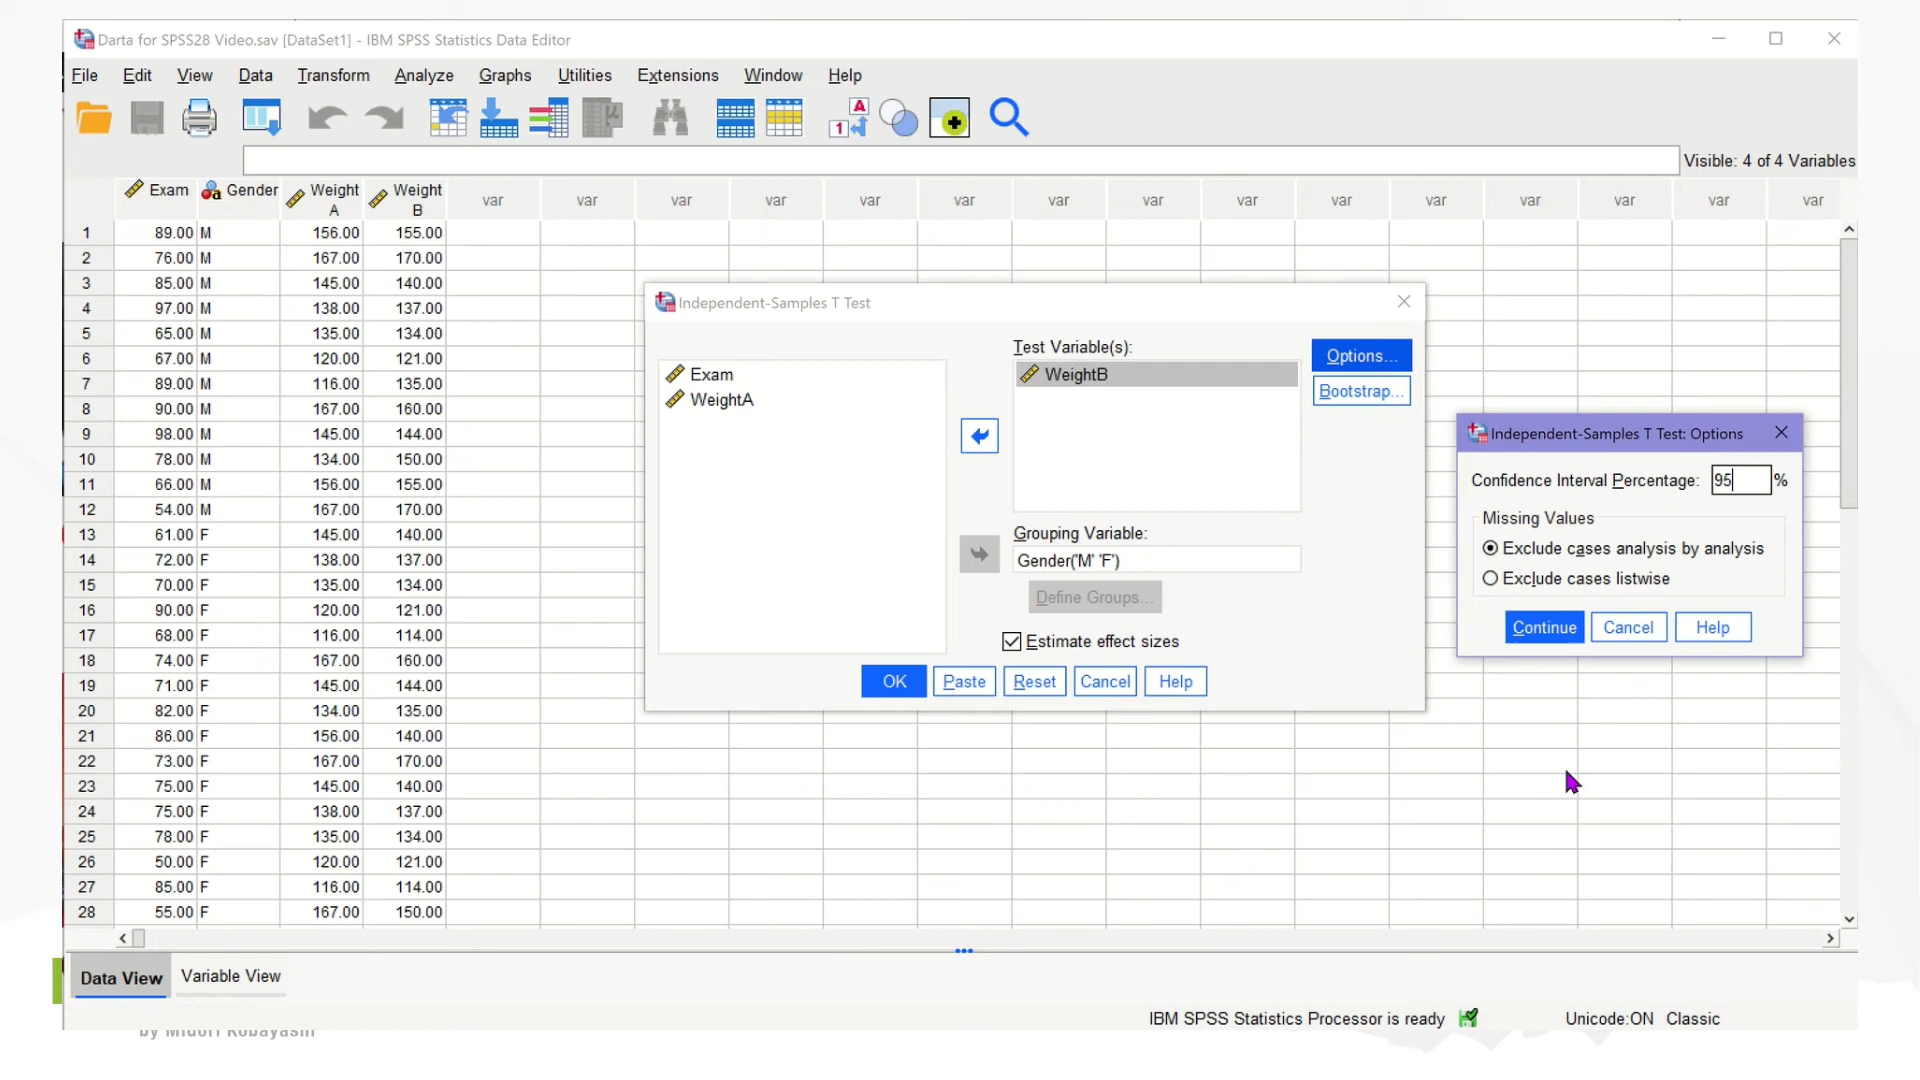 Darta for SPSS28 Video.sav [DataSet1] - IBM SPSS Statistics Data Editor
File Edit View Data Transform Analyze Graphs Utilities Extensions Window Help
Visible: 4 of 4 Variables
Exam Gender Weight A Weight B var var var var var var var var var var var var var var var
1 89.00 M 156.00 155.00
2 76.00 M 167.00 170.00
3 85.00 M 145.00 140.00
4 97.00 M 138.00 137.00
5 65.00 M 135.00 134.00
6 67.00 M 120.00 121.00
7 89.00 M 116.00 135.00
8 90.00 M 167.00 160.00
9 98.00 M 145.00 144.00
10 78.00 M 134.00 150.00
11 66.00 M 156.00 155.00
12 54.00 M 167.00 170.00
13 61.00 F 145.00 140.00
14 72.00 F 138.00 137.00
15 70.00 F 135.00 134.00
16 90.00 F 120.00 121.00
17 68.00 F 116.00 114.00
18 74.00 F 167.00 160.00
19 71.00 F 145.00 144.00
20 82.00 F 134.00 135.00
21 86.00 F 156.00 140.00
22 73.00 F 167.00 170.00
23 75.00 F 145.00 140.00
24 75.00 F 138.00 137.00
25 78.00 F 135.00 134.00
26 50.00 F 120.00 121.00
27 85.00 F 116.00 114.00
28 55.00 F 167.00 150.00
Independent-Samples T Test
Exam
WeightA
Test Variable(s):
WeightB
Options...
Bootstrap...
Grouping Variable:
Gender('M' 'F')
Define Groups...
Estimate effect sizes
OK Paste Reset Cancel Help
Independent-Samples T Test: Options
Confidence Interval Percentage: 95 %
Missing Values
Exclude cases analysis by analysis
Exclude cases listwise
Continue Cancel Help
Data View Variable View
IBM SPSS Statistics Processor is ready Unicode:ON Classic
by Midori Kobayashi